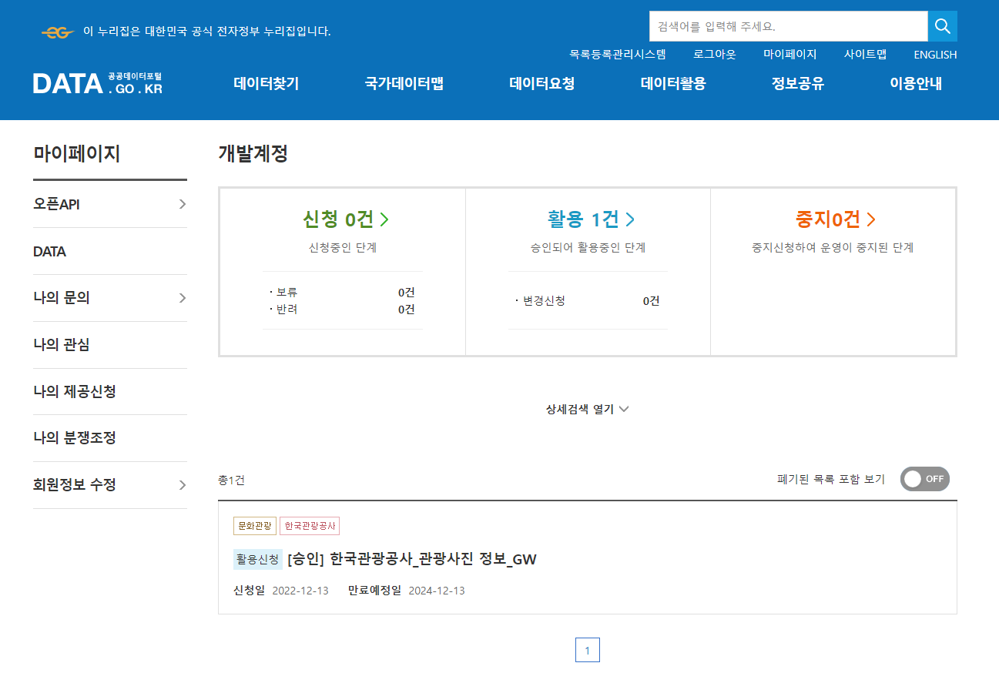 이 누리집은 대한민국 공식 전자정부 누리집입니다.
검색어를 입력해 주세요.
목록등록관리시스템 로그아웃 마이페이지 사이트맵 ENGLISH
DATA 공공데이터포털
.GO.KR
데이터찾기 국가데이터맵 데이터요청 데이터활용 정보공유 이용안내
마이페이지
오픈API
DATA
나의 문의
나의 관심
나의 제공신청
나의 분쟁조정
회원정보 수정
개발계정
신청 0건
신청중인 단계
· 보류 0건
· 반려 0건
활용 1건
승인되어 활용중인 단계
· 변경신청 0건
중지0건
중지신청하여 운영이 중지된 단계
상세검색 열기
총1건
폐기된 목록 포함 보기 OFF
문화관광 한국관광공사
활용신청 [승인] 한국관광공사_관광사진 정보_GW
신청일 2022-12-13 만료예정일 2024-12-13
1